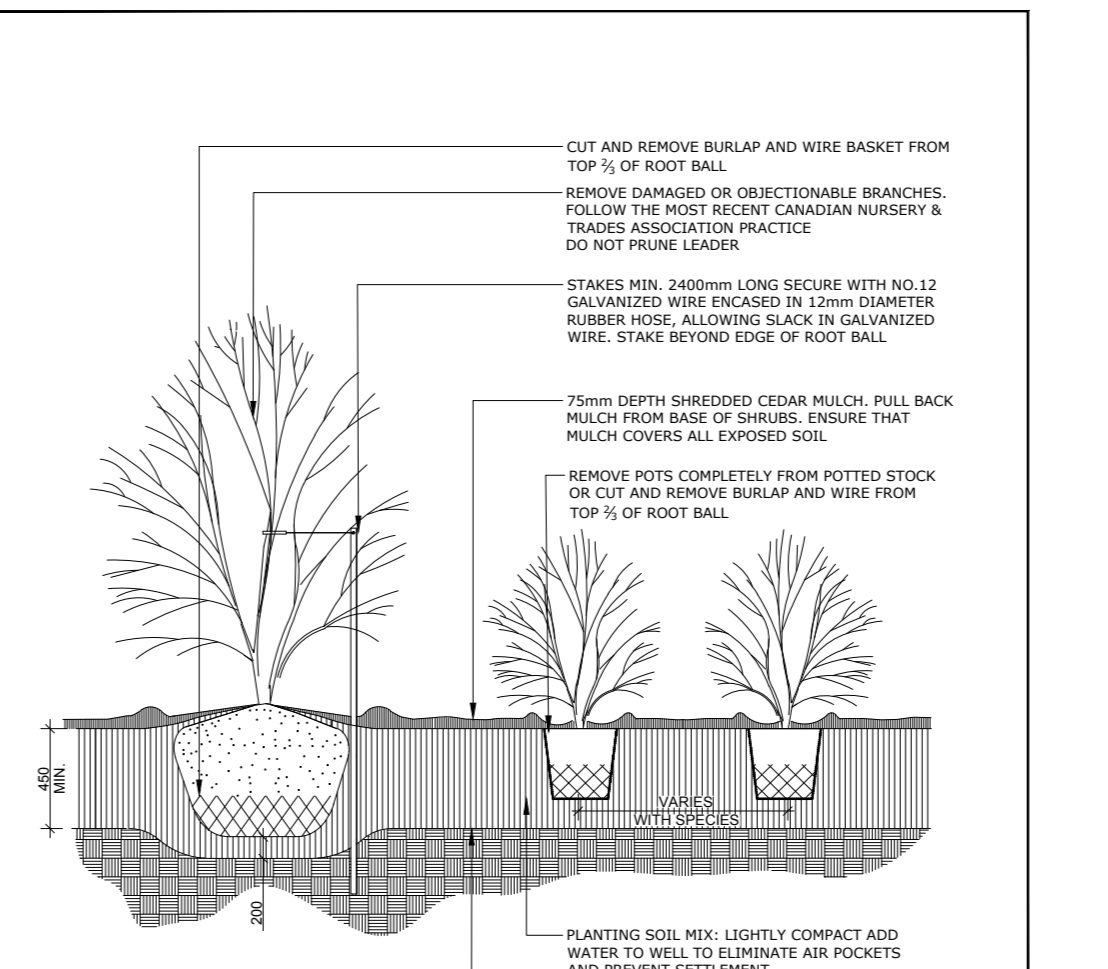 CUT AND REMOVE BURLAP AND WIRE BASKET FROM
TOP ⅔ OF ROOT BALL
REMOVE DAMAGED OR OBJECTIONABLE BRANCHES.
FOLLOW THE MOST RECENT CANADIAN NURSERY &
TRADES ASSOCIATION PRACTICE
DO NOT PRUNE LEADER
STAKES MIN. 2400mm LONG SECURE WITH NO.12
GALVANIZED WIRE ENCASED IN 12mm DIAMETER
RUBBER HOSE, ALLOWING SLACK IN GALVANIZED
WIRE. STAKE BEYOND EDGE OF ROOT BALL
75mm DEPTH SHREDDED CEDAR MULCH. PULL BACK
MULCH FROM BASE OF SHRUBS. ENSURE THAT
MULCH COVERS ALL EXPOSED SOIL
REMOVE POTS COMPLETELY FROM POTTED STOCK
OR CUT AND REMOVE BURLAP AND WIRE FROM
TOP ⅔ OF ROOT BALL
450
MIN.
VARIES
WITH SPECIES
200
PLANTING SOIL MIX: LIGHTLY COMPACT ADD
WATER TO WELL TO ELIMINATE AIR POCKETS
AND PREVENT SETTLEMENT